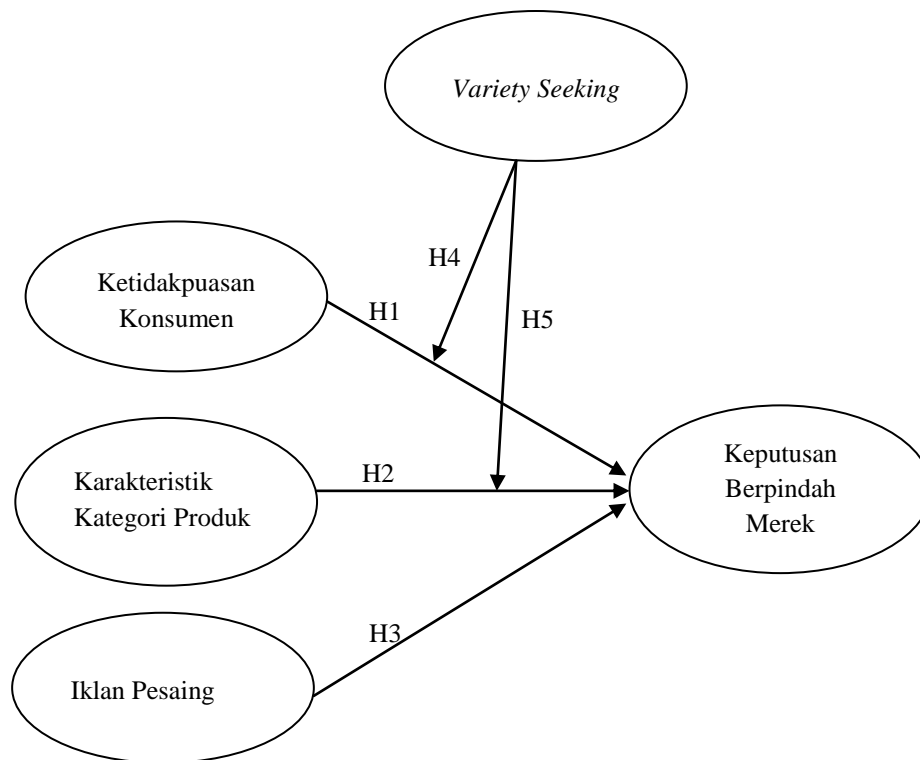 Variety Seeking
H4
Ketidakpuasan
Konsumen
H1
H5
Karakteristik
Kategori Produk
H2
Keputusan
Berpindah
Merek
H3
Iklan Pesaing